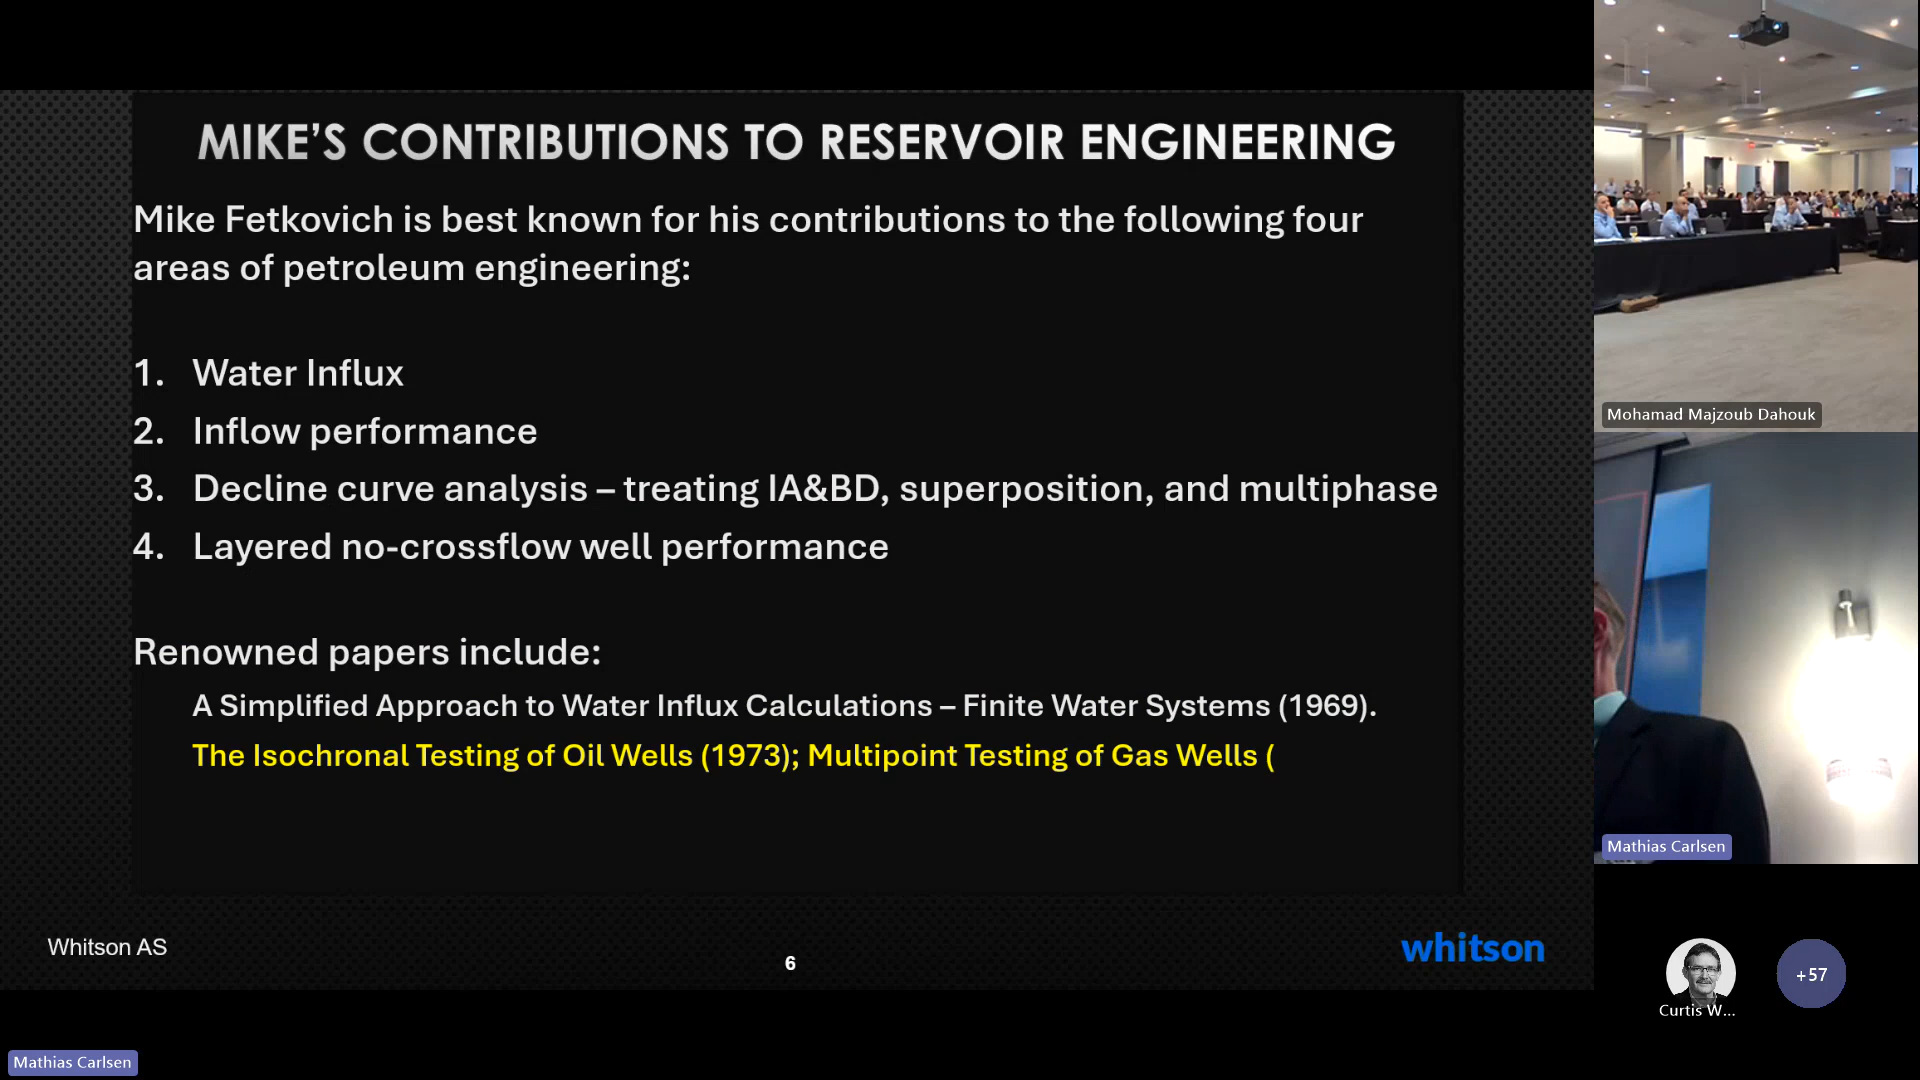 MIKE'S CONTRIBUTIONS TO RESERVOIR ENGINEERING
Mike Fetkovich is best known for his contributions to the following four
areas of petroleum engineering:
1. Water Influx
2. Inflow performance
3. Decline curve analysis – treating IA&BD, superposition, and multiphase
4. Layered no-crossflow well performance
Renowned papers include:
A Simplified Approach to Water Influx Calculations – Finite Water Systems (1969).
The Isochronal Testing of Oil Wells (1973); Multipoint Testing of Gas Wells (
Whitson AS
6
whitson
Mathias Carlsen
Mohamad Majzoub Dahouk
Mathias Carlsen
Curtis W...
+57